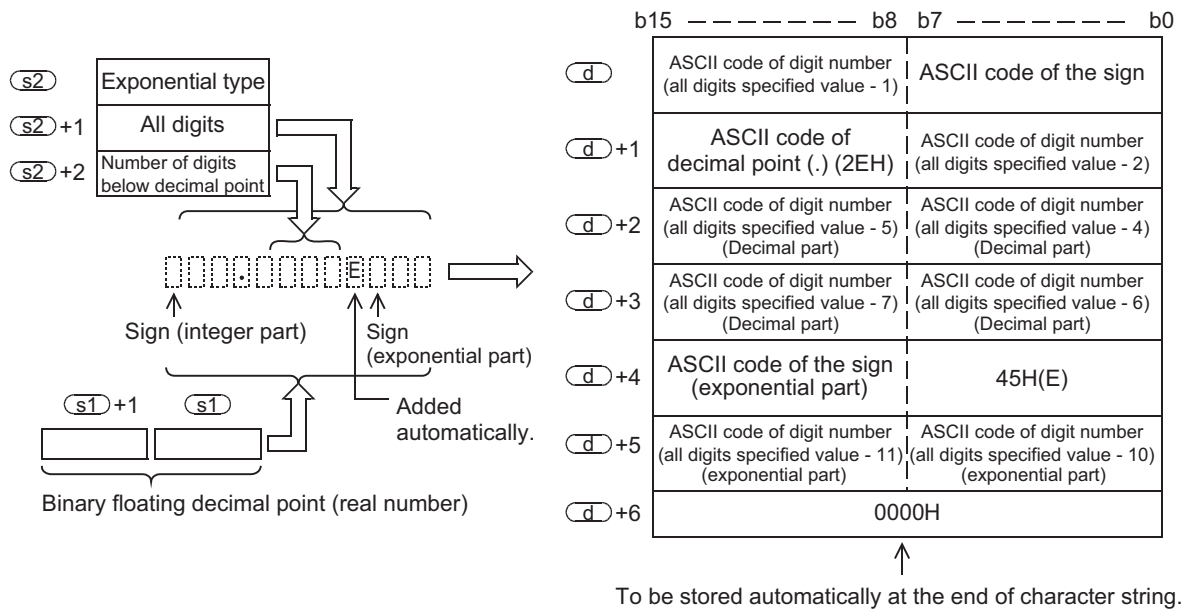 s2
Exponential type
s2 +1
All digits
s2 +2
Number of digits
below decimal point
.
E
Sign (integer part)
Sign
(exponential part)
Added
automatically.
s1 +1
s1
Binary floating decimal point (real number)
b15
b8
b7
b0
d
ASCII code of digit number
(all digits specified value - 1)
ASCII code of the sign
d +1
ASCII code of
decimal point (.) (2EH)
ASCII code of digit number
(all digits specified value - 2)
d +2
ASCII code of digit number
(all digits specified value - 5)
(Decimal part)
ASCII code of digit number
(all digits specified value - 4)
(Decimal part)
d +3
ASCII code of digit number
(all digits specified value - 7)
(Decimal part)
ASCII code of digit number
(all digits specified value - 6)
(Decimal part)
d +4
ASCII code of the sign
(exponential part)
45H(E)
d +5
ASCII code of digit number
(all digits specified value - 11)
(exponential part)
ASCII code of digit number
(all digits specified value - 10)
(exponential part)
d +6
0000H
To be stored automatically at the end of character string.